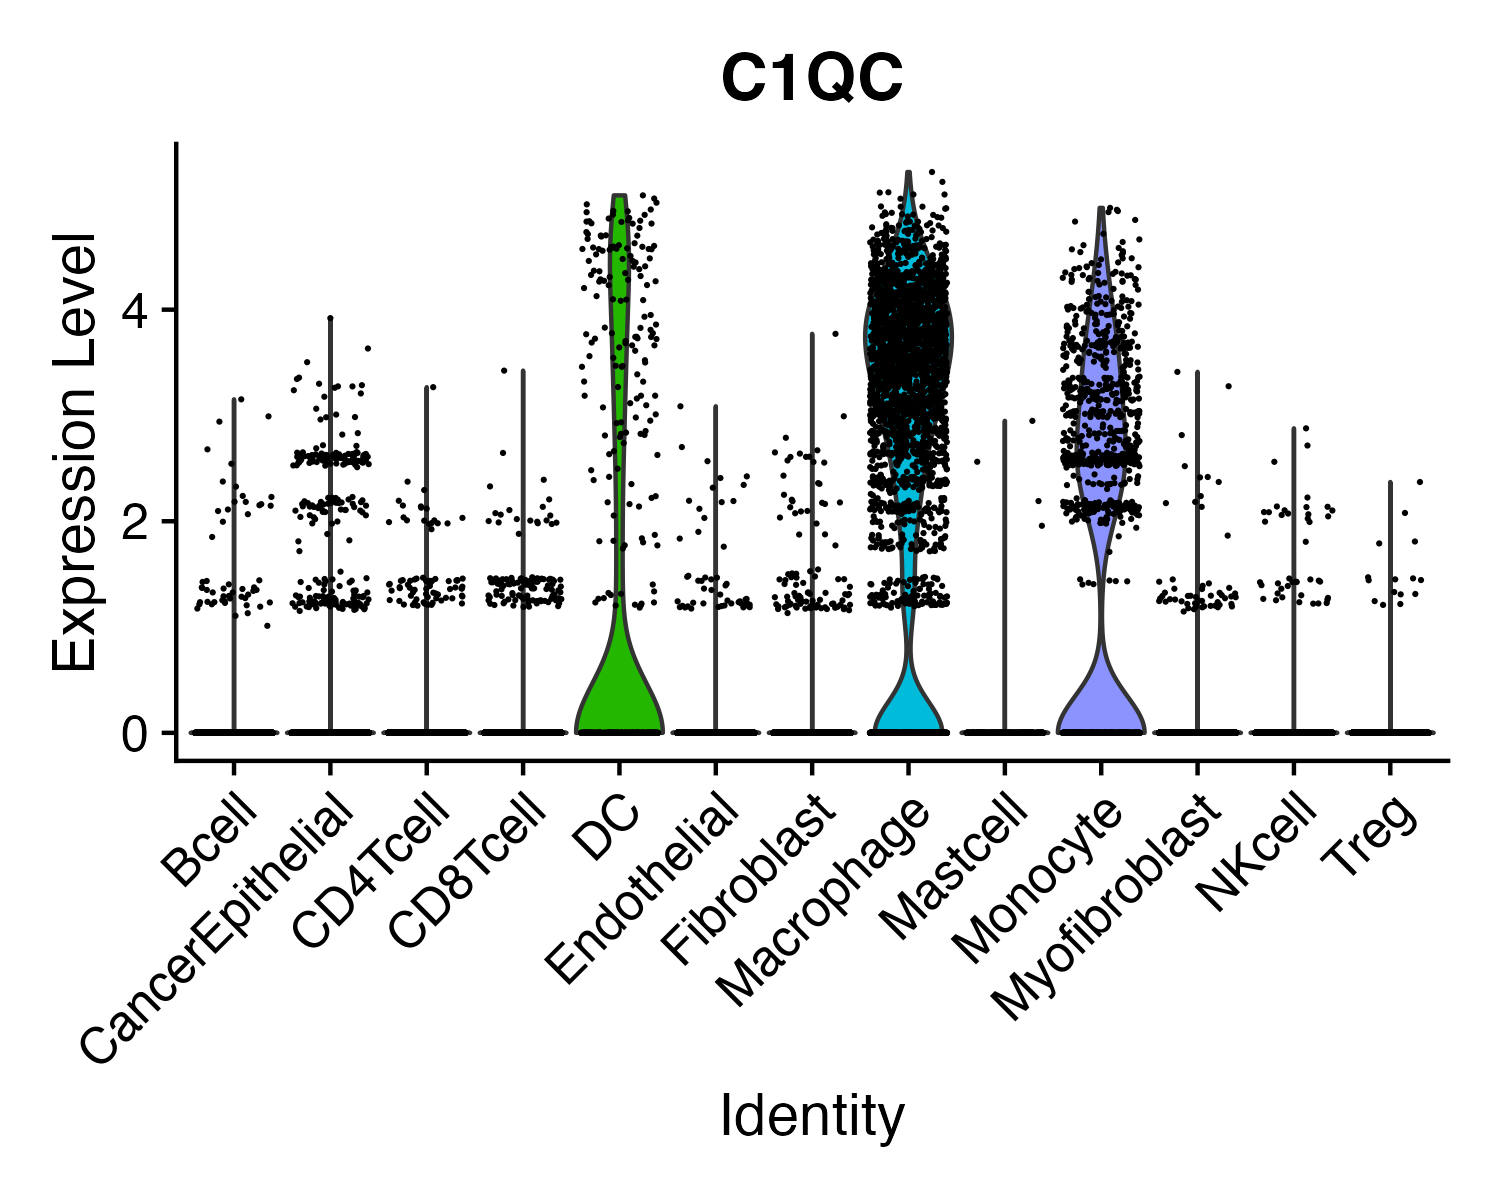 C1QC
Expression Level
4
2
0
Bcell
CancerEpithelial
CD4Tcell
CD8Tcell
DC
Endothelial
Fibroblast
Macrophage
Mastcell
Monocyte
Myofibroblast
NKcell
Treg
Identity